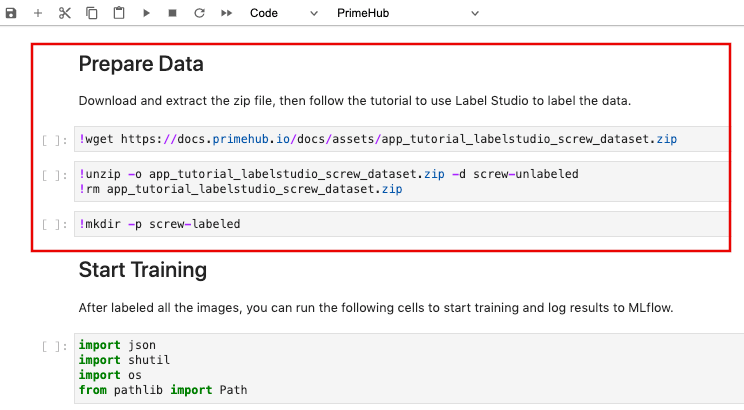 Code
PrimeHub
Prepare Data
Download and extract the zip file, then follow the tutorial to use Label Studio to label the data.
[ ]: !wget https://docs.primehub.io/docs/assets/app_tutorial_labelstudio_screw_dataset.zip
[ ]: !unzip -o app_tutorial_labelstudio_screw_dataset.zip -d screw-unlabeled
!rm app_tutorial_labelstudio_screw_dataset.zip
[ ]: !mkdir -p screw-labeled
Start Training
After labeled all the images, you can run the following cells to start training and log results to MLflow.
[ ]: import json
import shutil
import os
from pathlib import Path